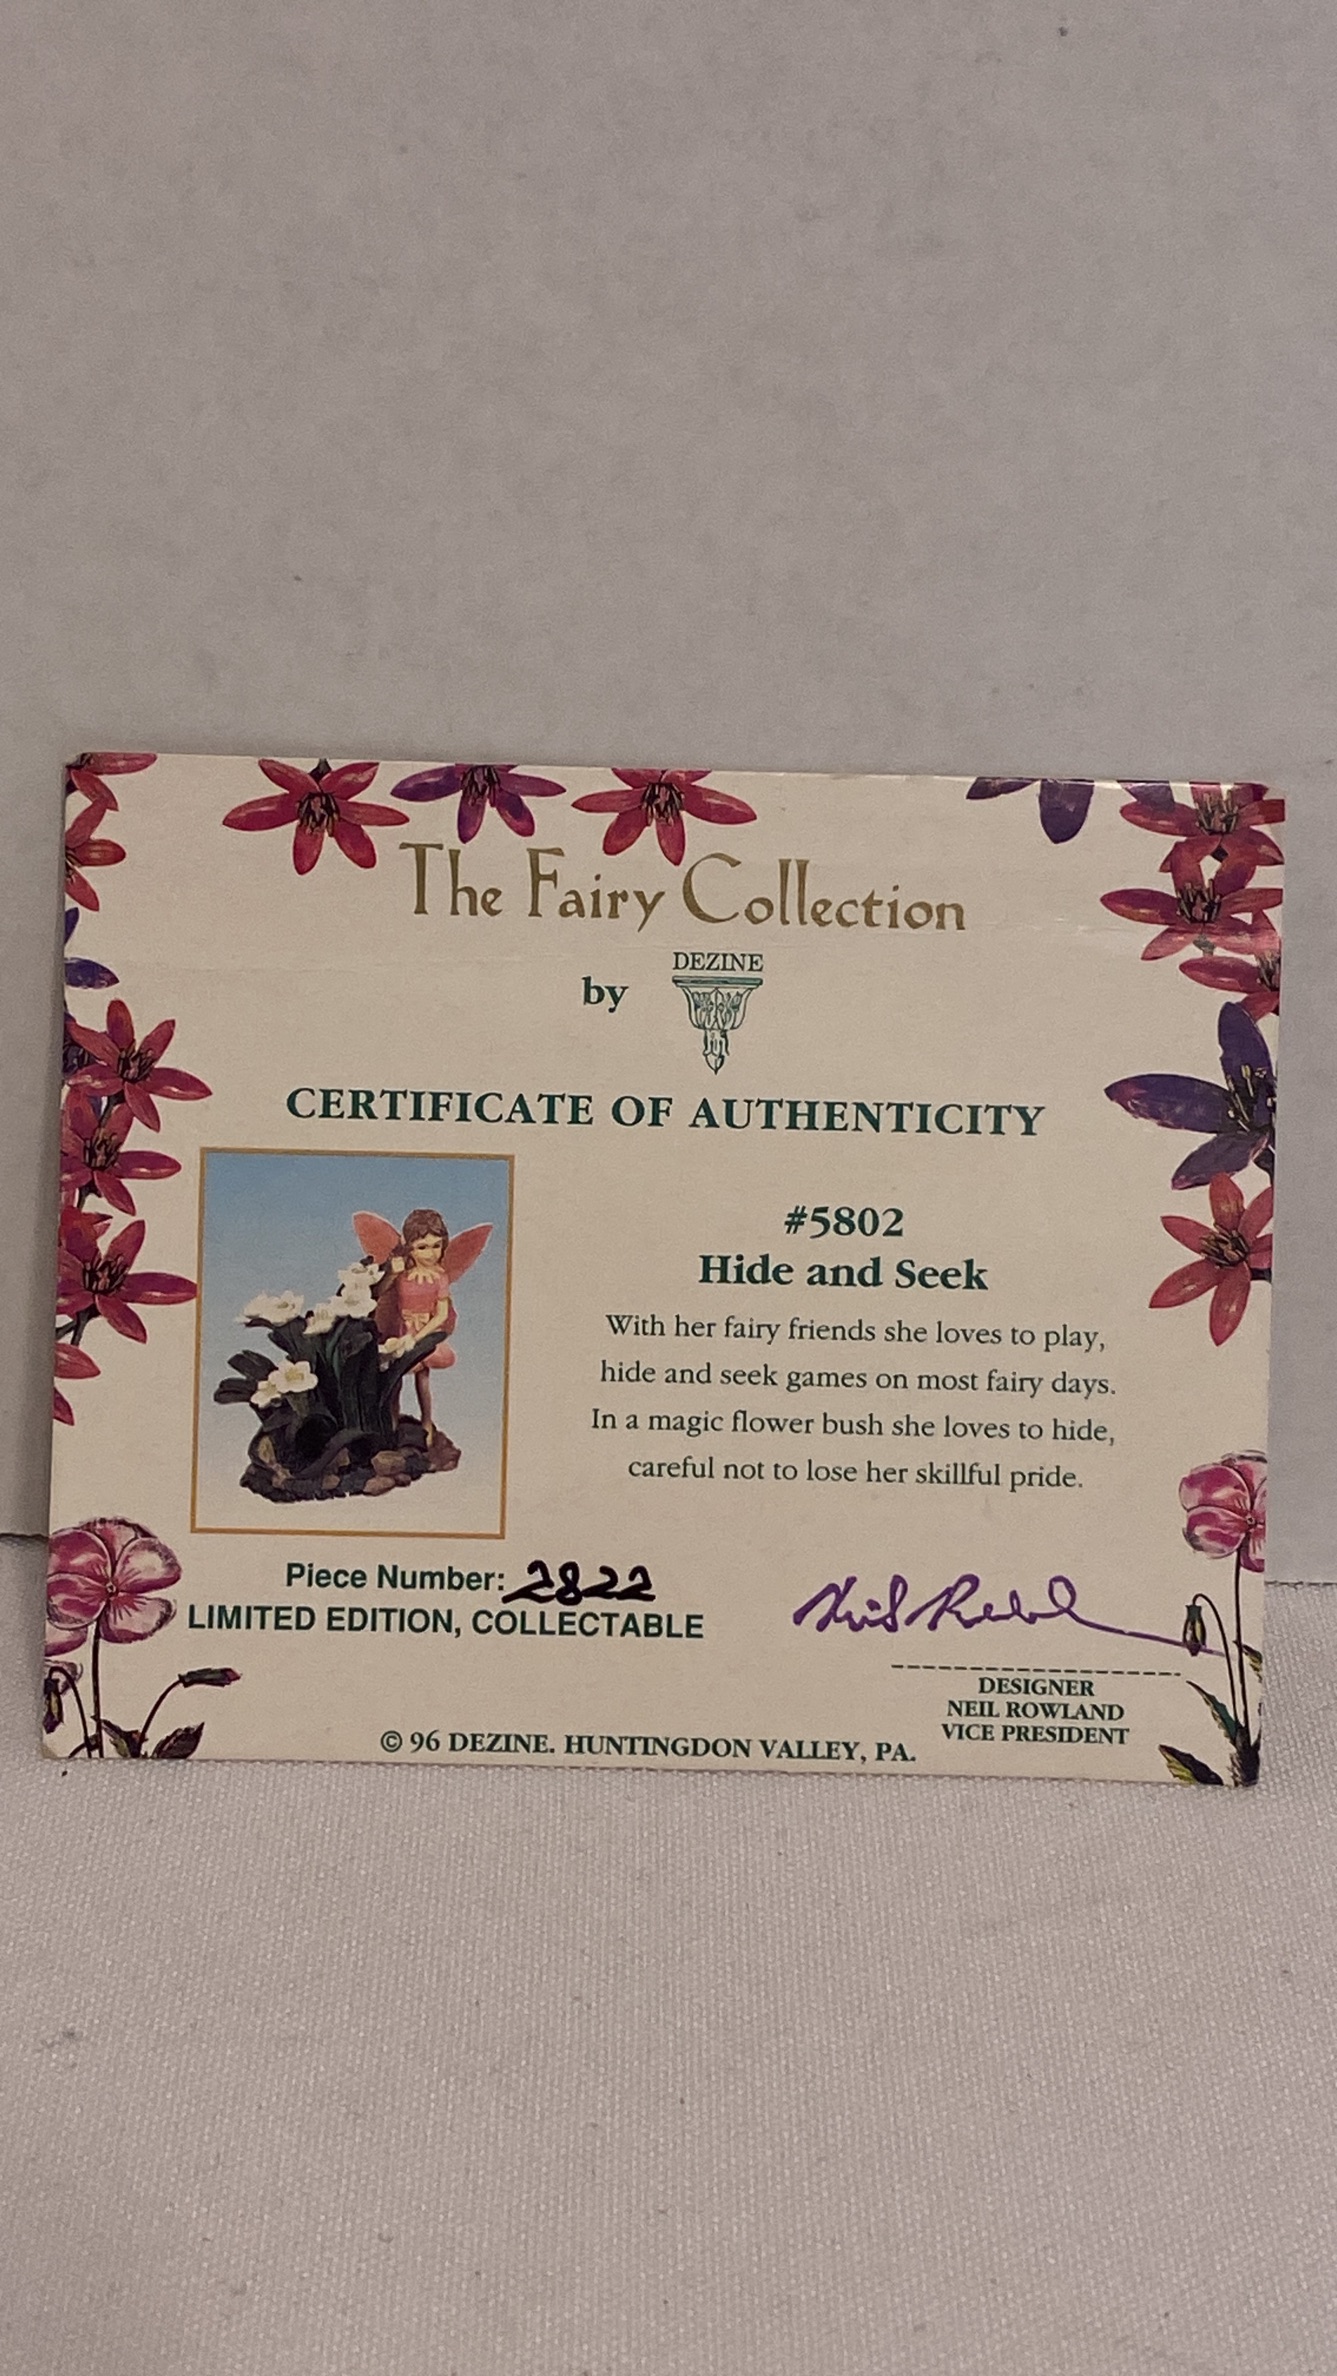 The Fairy Collection
by DEZINE
CERTIFICATE OF AUTHENTICITY
#5802
Hide and Seek
With her fairy friends she loves to play,
hide and seek games on most fairy days.
In a magic flower bush she loves to hide,
careful not to lose her skillful pride.
Piece Number: 2822
LIMITED EDITION, COLLECTABLE
DESIGNER
NEIL ROWLAND
VICE PRESIDENT
© 96 DEZINE. HUNTINGDON VALLEY, PA.